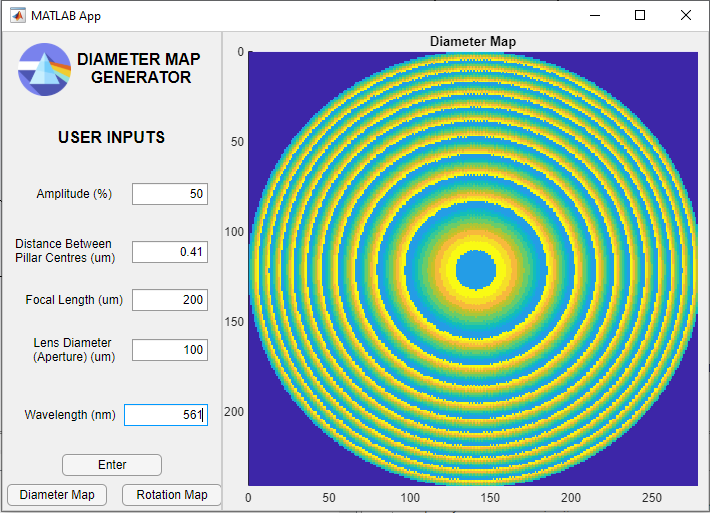 MATLAB App
DIAMETER MAP
GENERATOR
USER INPUTS
Amplitude (%)
50
Distance Between
Pillar Centres (um)
0.41
Focal Length (um)
200
Lens Diameter
(Aperture) (um)
100
Wavelength (nm)
561
Enter
Diameter Map
Rotation Map
Diameter Map
0
50
100
150
200
0
50
100
150
200
250